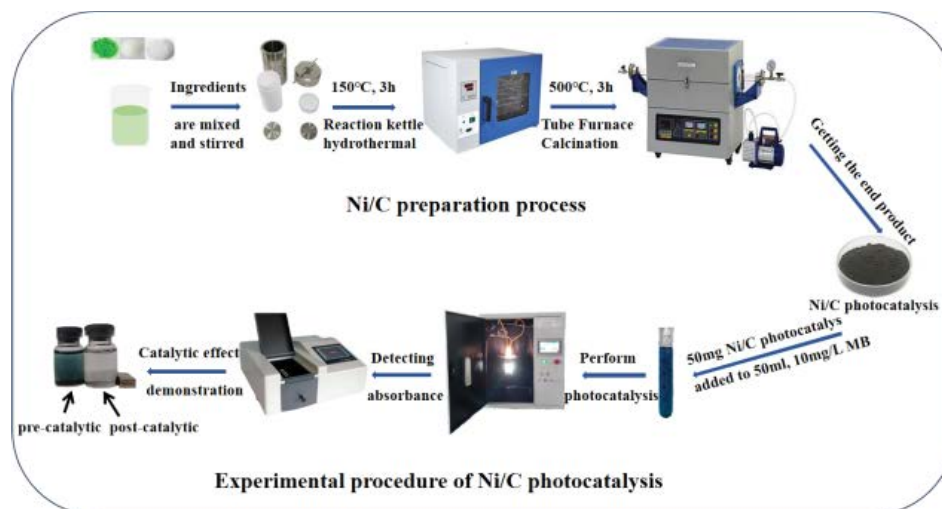 Ingredients
are mixed
and stirred
150°C, 3h
Reaction kettle
hydrothermal
500°C, 3h
Tube Furnace
Calcination
Getting the end product
Ni/C preparation process
Ni/C photocatalysis
50mg Ni/C photocatalys
added to 50ml, 10mg/L MB
Perform
photocatalysis
Detecting
absorbance
Catalytic effect
demonstration
pre-catalytic
post-catalytic
Experimental procedure of Ni/C photocatalysis